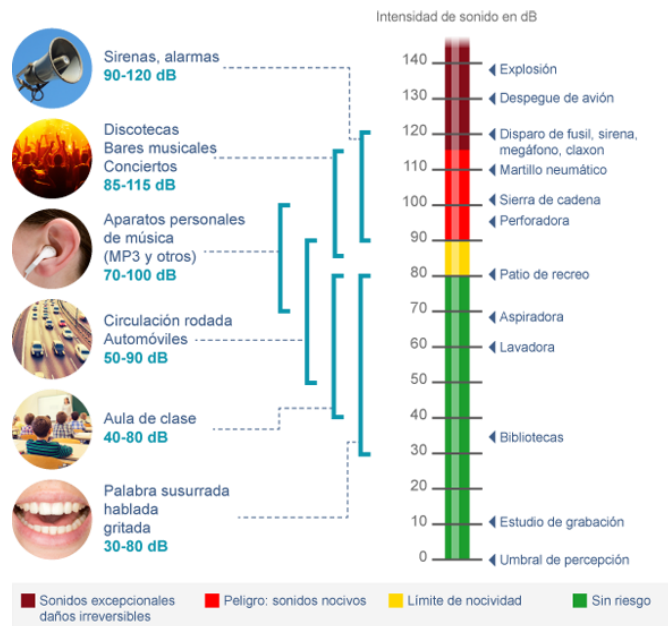 Intensidad de sonido en dB
Sirenas, alarmas
90-120 dB
Discotecas
Bares musicales
Conciertos
85-115 dB
Aparatos personales
de música
(MP3 y otros)
70-100 dB
Circulación rodada
Automóviles
50-90 dB
Aula de clase
40-80 dB
Palabra susurrada
hablada
gritada
30-80 dB
140
130
120
110
100
90
80
70
60
50
40
30
20
10
0
Explosión
Despegue de avión
Disparo de fusil, sirena,
megáfono, claxon
Martillo neumático
Sierra de cadena
Perforadora
Patio de recreo
Aspiradora
Lavadora
Bibliotecas
Estudio de grabación
Umbral de percepción
Sonidos excepcionales
daños irreversibles
Peligro: sonidos nocivos
Límite de nocividad
Sin riesgo